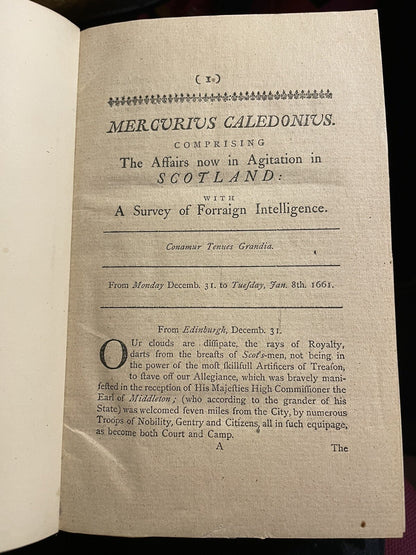 ( 1. )
MERCVRIVS CALEDONIVS.
COMPRISING
The Affairs now in Agitation in
SCOTLAND:
WITH
A Survey of Forraign Intelligence.
Conamur Tenues Grandia.
From Monday Decemb. 31. to Tueſday, Jan. 8th. 1661.
From Edinburgh, Decemb. 31.
OUr clouds are diſſipate, the rays of Royalty,
darts from the breaſts of Scots-men, not being in
the power of the moſt ſkillfull Artificers of Treaſon,
to ſtave off our Allegiance, which was bravely mani-
feſted in the reception of His Majeſties High Commiſſioner the
Earl of Middleton; (who according to the grander of his
State) was welcomed ſeven miles from the City, by numerous
Troops of Nobility, Gentry and Citizens, all in ſuch equipage,
as become both Court and Camp.
A The